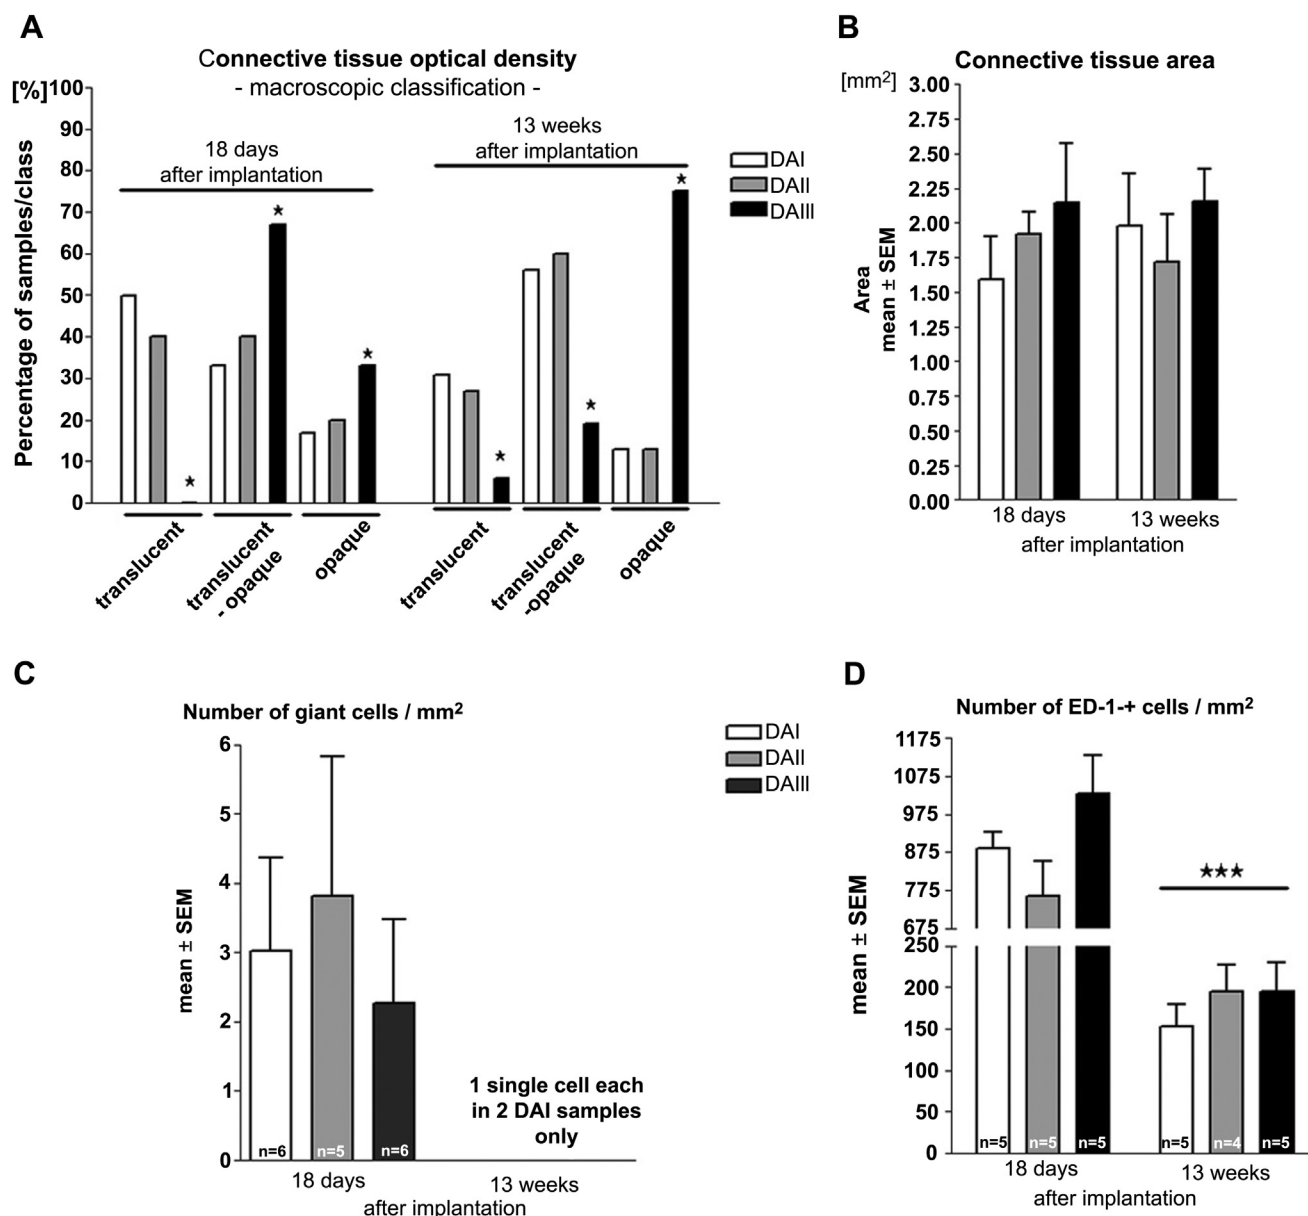 A
Connective tissue optical density
- macroscopic classification -
[%]
100
90
80
70
60
50
40
30
20
10
0
Percentage of samples/class
18 days
after implantation
13 weeks
after implantation
★
★
★
★
★
★
translucent
translucent
- opaque
opaque
translucent
translucent
-opaque
opaque
DAI
DAII
DAIII
B
Connective tissue area
[mm²]
3.00
2.75
2.50
2.25
2.00
1.75
1.50
1.25
1.00
0.75
0.50
0.25
0.00
Area
mean ± SEM
18 days
13 weeks
after implantation
C
Number of giant cells / mm²
6
5
4
3
2
1
0
mean ± SEM
n=6
n=5
n=6
1 single cell each
in 2 DAI samples
only
18 days
13 weeks
after implantation
DAI
DAII
DAIII
D
Number of ED-1-+ cells / mm²
1175
1075
975
875
775
675
250
200
150
100
50
0
mean ± SEM
★★★
n=5
n=5
n=5
n=5
n=4
n=5
18 days
13 weeks
after implantation